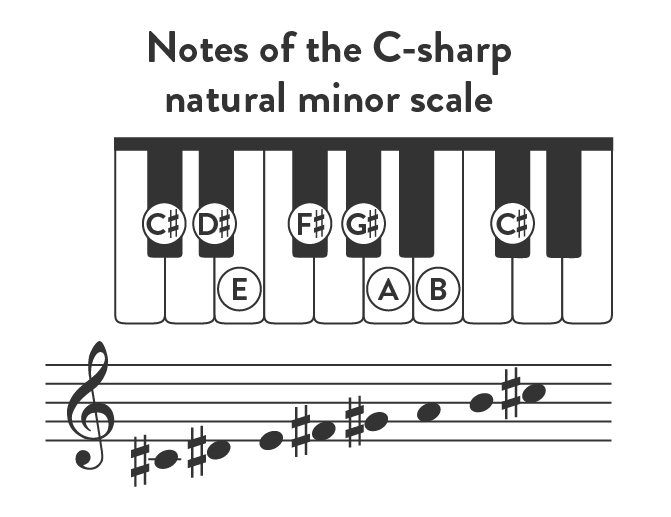 Notes of the C-sharp
natural minor scale
C♯ D♯ F♯ G♯ C♯
E A B